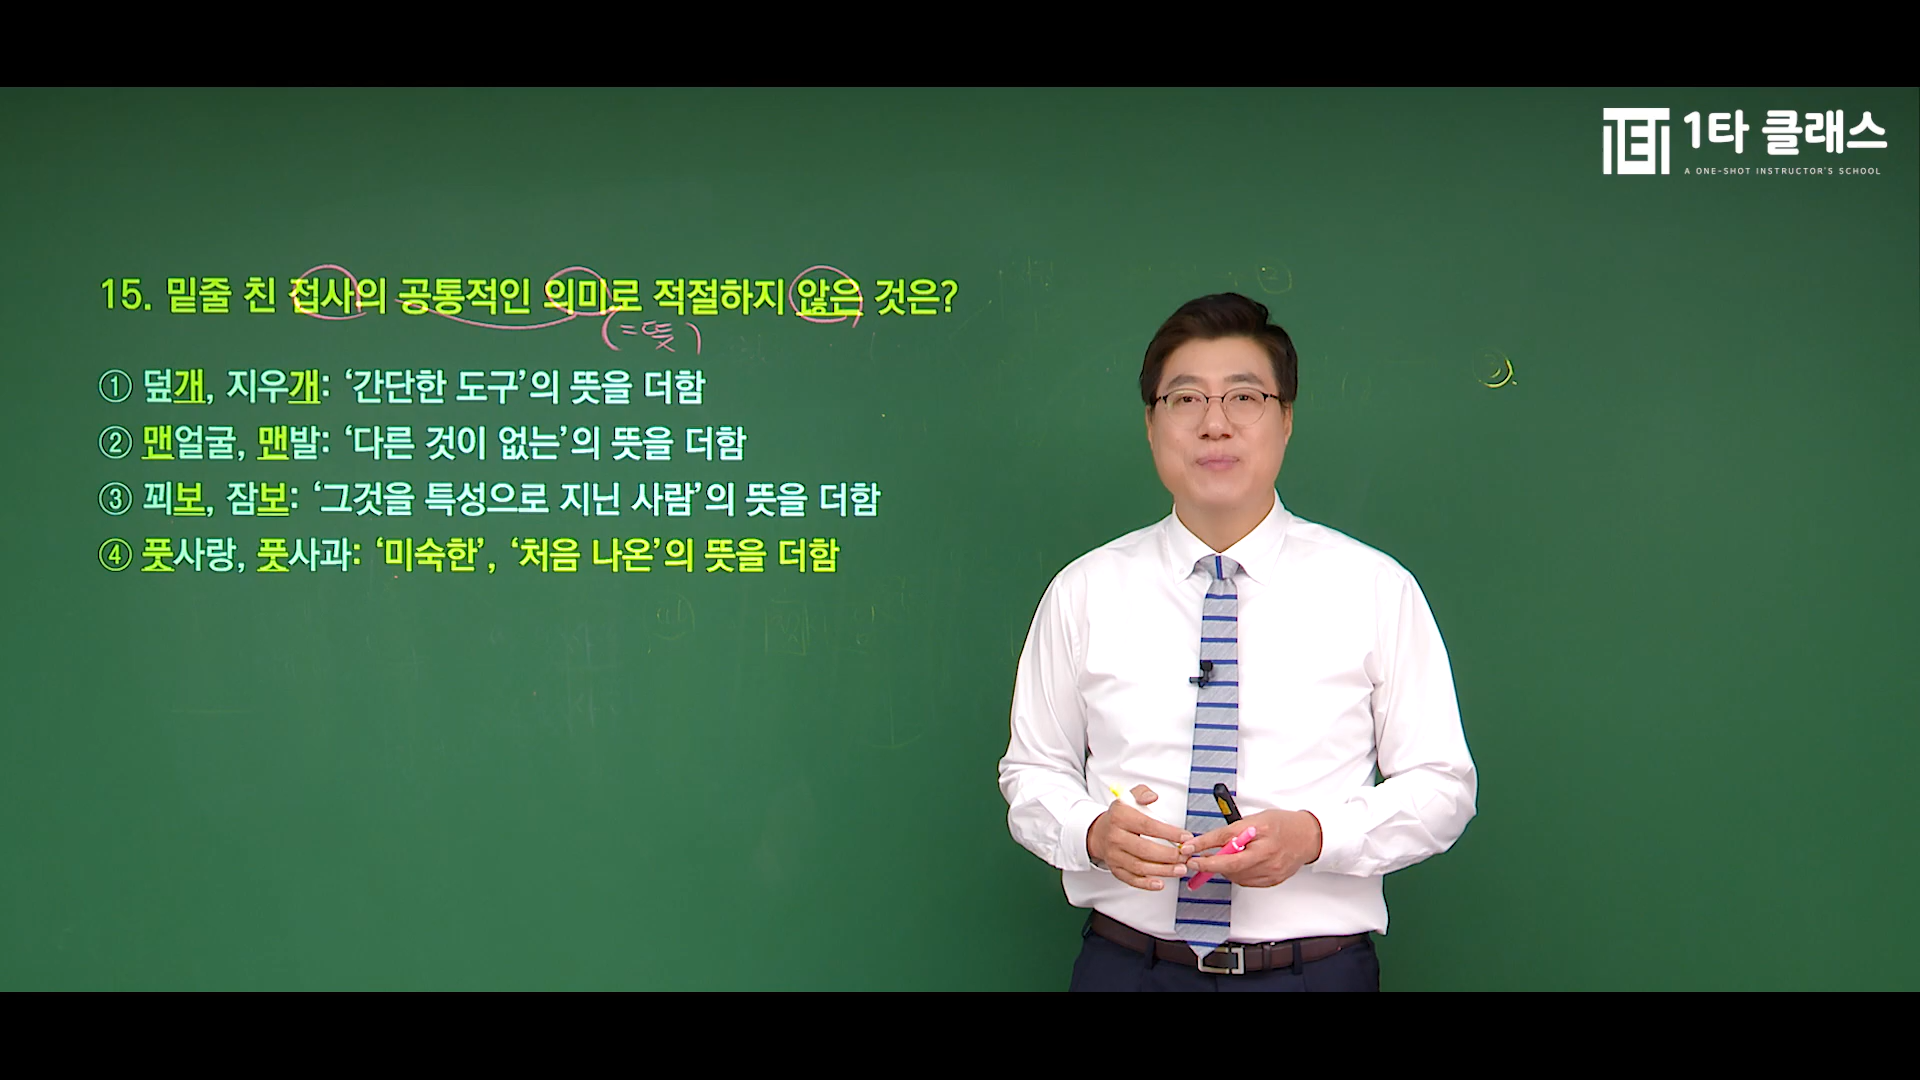 1타 클래스
A ONE-SHOT INSTRUCTOR'S SCHOOL
15. 밑줄 친 접사의 공통적인 의미로 적절하지 않은 것은?
(=뜻)
① 덮개, 지우개: ‘간단한 도구’의 뜻을 더함
② 맨얼굴, 맨발: ‘다른 것이 없는’의 뜻을 더함
③ 꾀보, 잠보: ‘그것을 특성으로 지닌 사람’의 뜻을 더함
④ 풋사랑, 풋사과: ‘미숙한’, ‘처음 나온’의 뜻을 더함